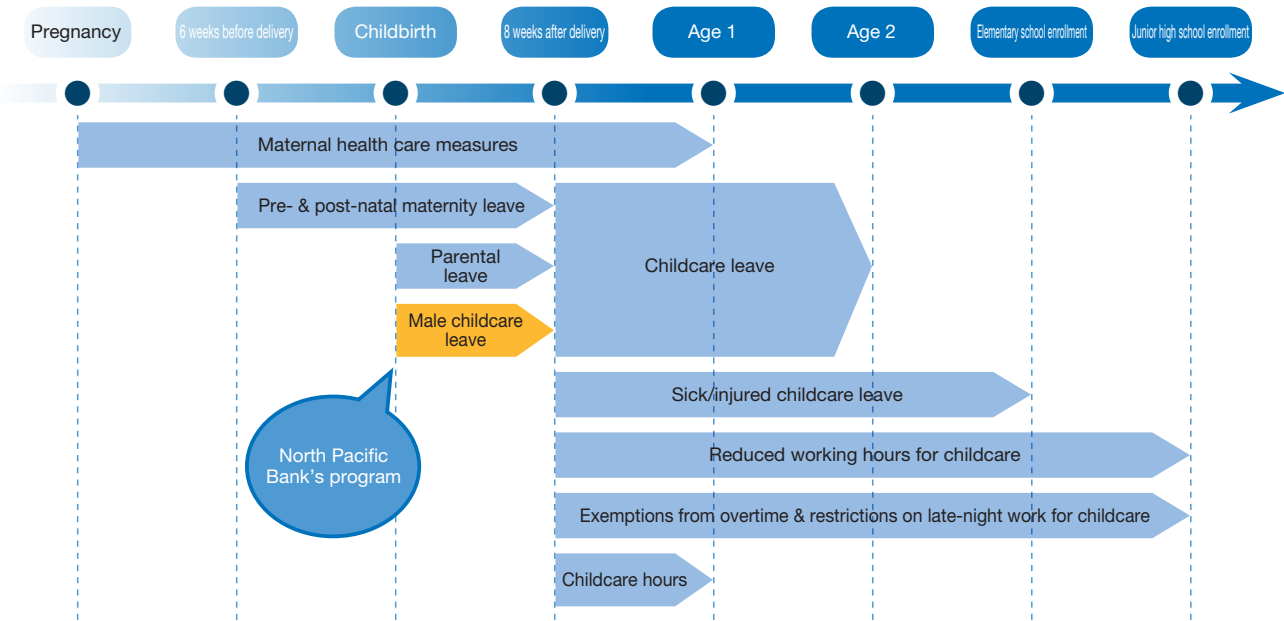 Pregnancy
6 weeks before delivery
Childbirth
8 weeks after delivery
Age 1
Age 2
Elementary school enrollment
Junior high school enrollment
Maternal health care measures
Pre- & post-natal maternity leave
Parental
leave
Male childcare
leave
Childcare leave
North Pacific
Bank’s program
Sick/injured childcare leave
Reduced working hours for childcare
Exemptions from overtime & restrictions on late-night work for childcare
Childcare hours